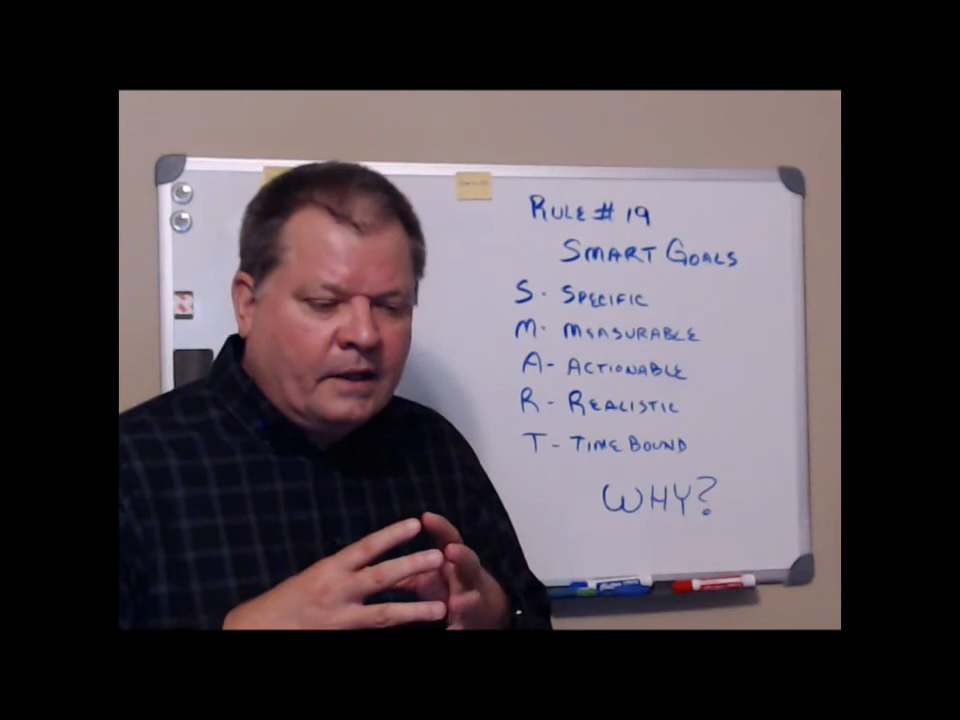 RULE # 19
SMART GOALS
S - SPECIFIC
M - MEASURABLE
A - ACTIONABLE
R - REALISTIC
T - TIME BOUND
WHY?